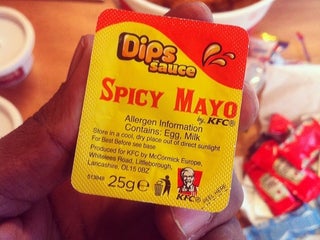 Dips
sauce
SPICY MAYO
by KFC®
Allergen Information
Contains: Egg, Milk
Store in a cool, dry place out of direct sunlight
For Best Before see base
Produced for KFC by McCormick Europe,
Whitelees Road, Littleborough,
Lancashire, OL15 0BZ
25g e
KFC®
PEEL HERE